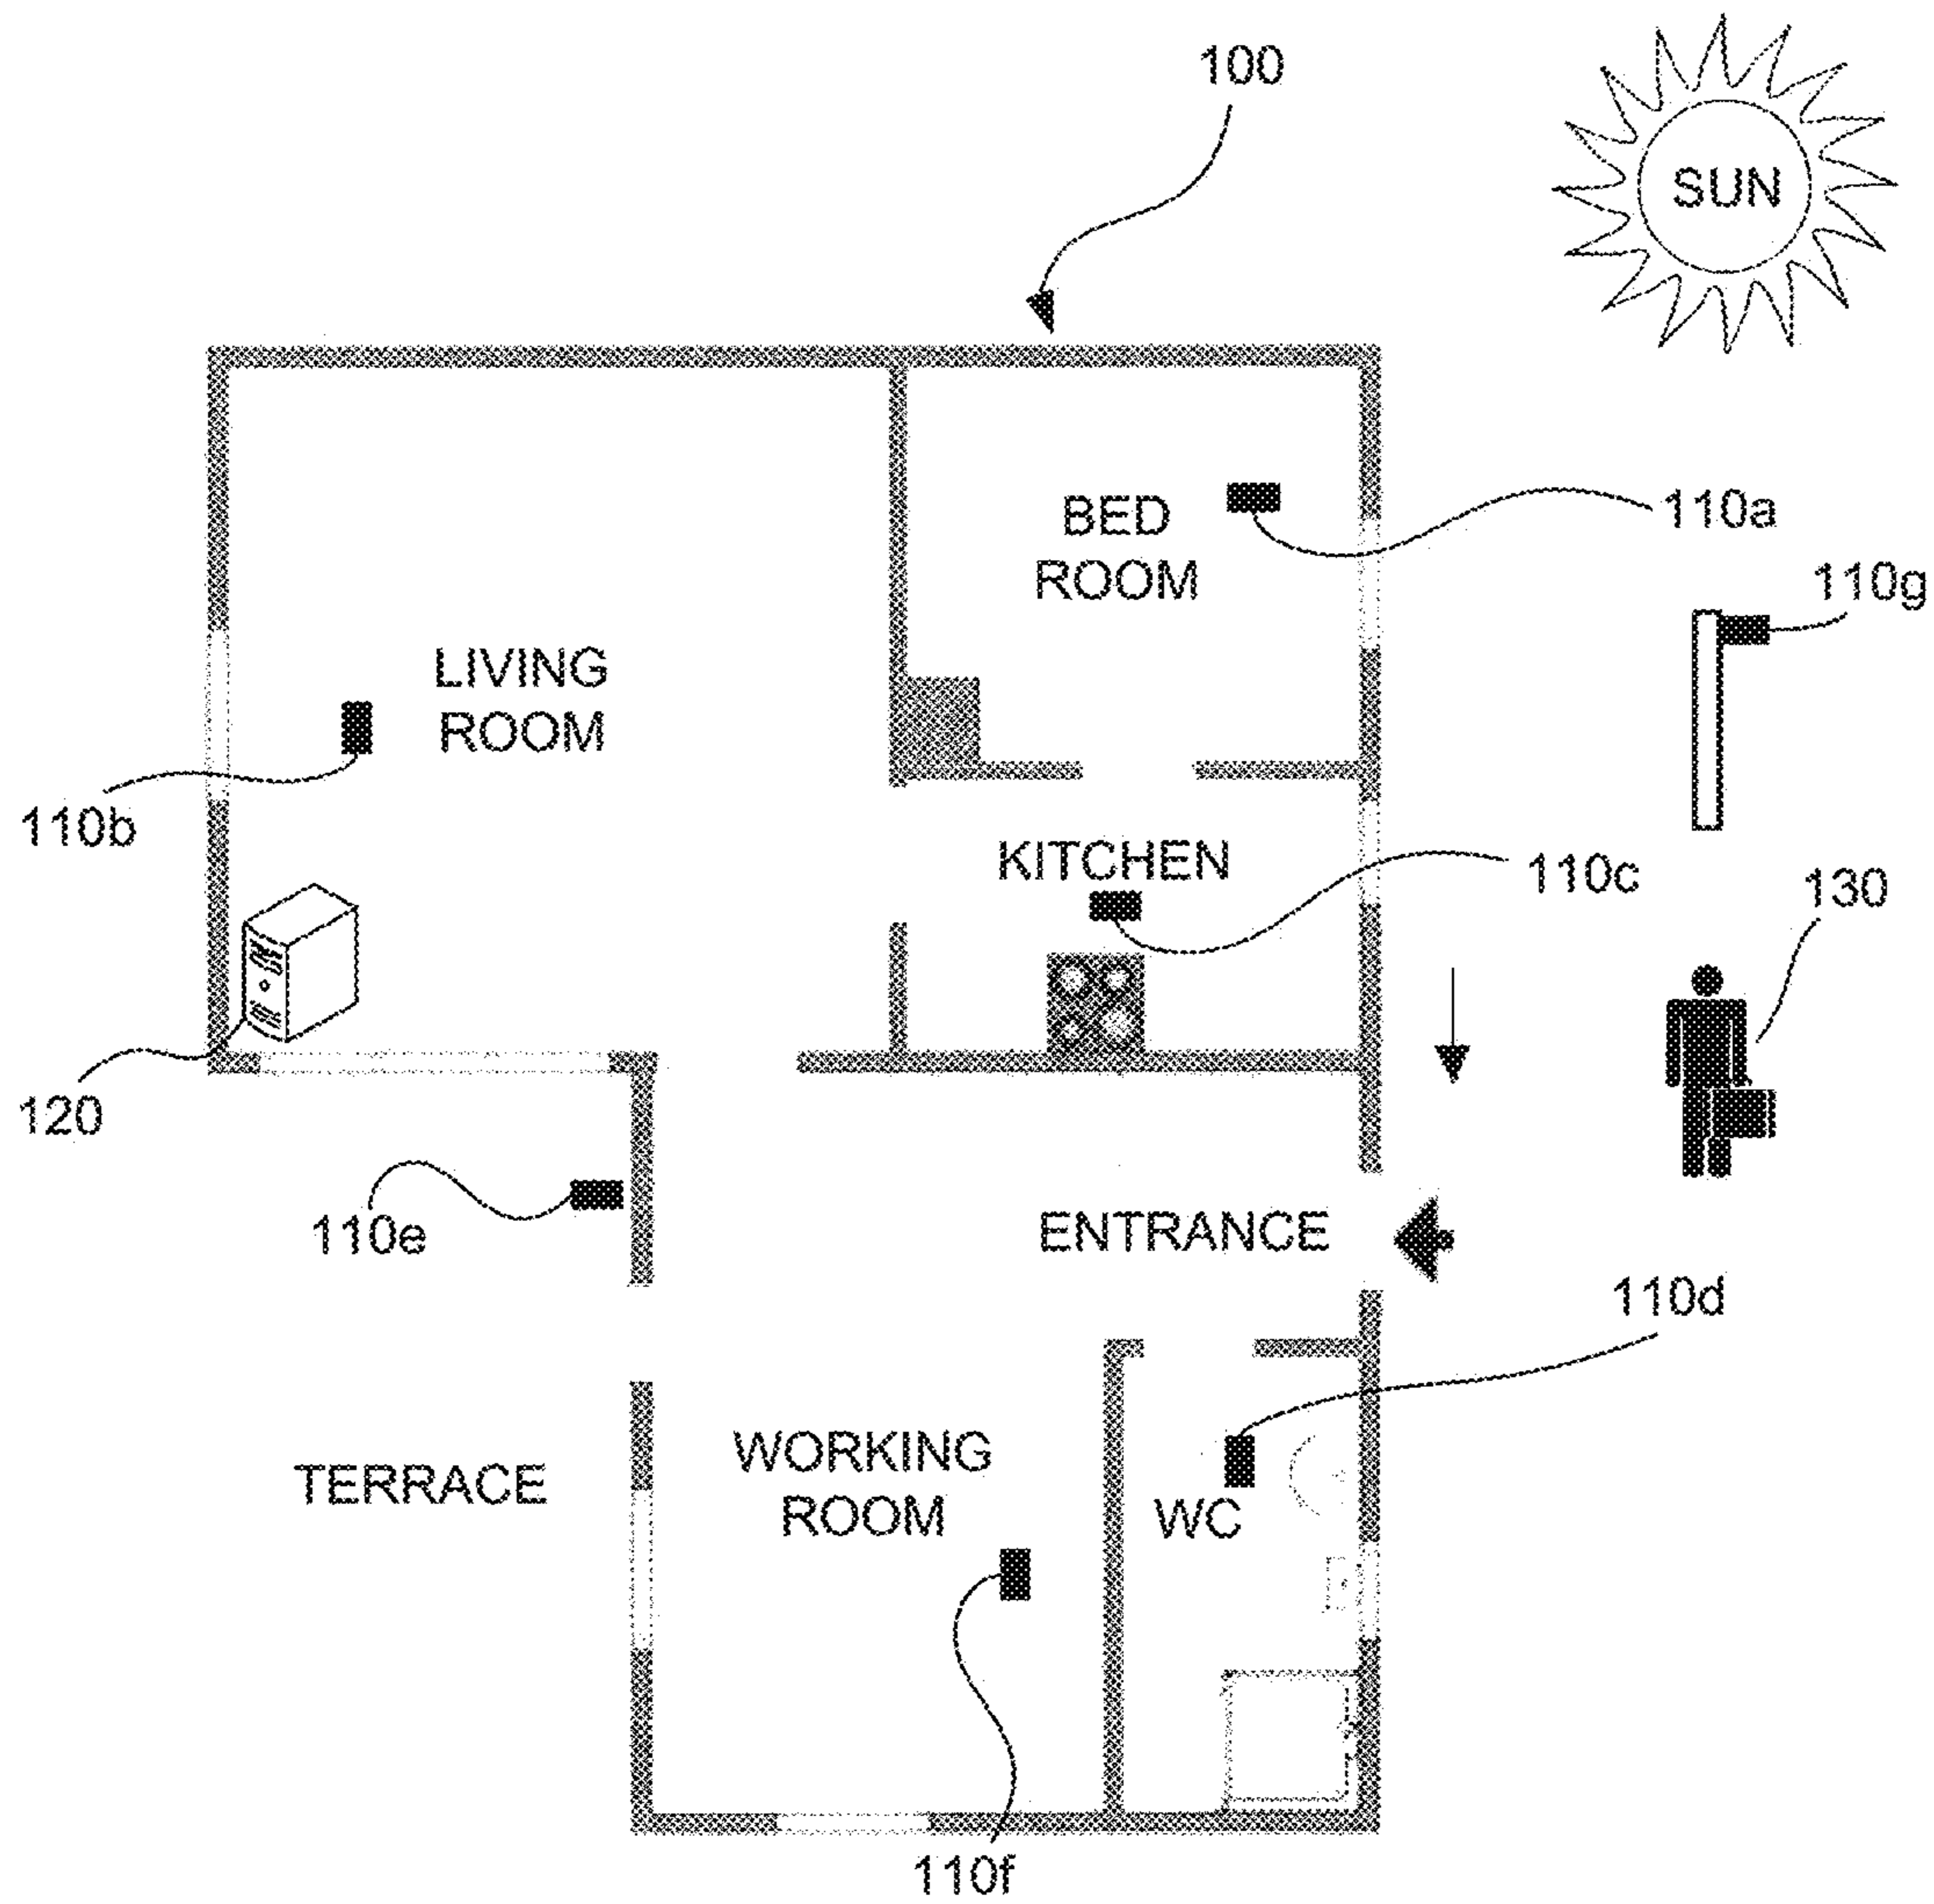 100
SUN
BED
ROOM
110a
110g
LIVING
ROOM
110b
KITCHEN
110c
130
120
110e
ENTRANCE
110d
TERRACE
WORKING
ROOM
WC
110f